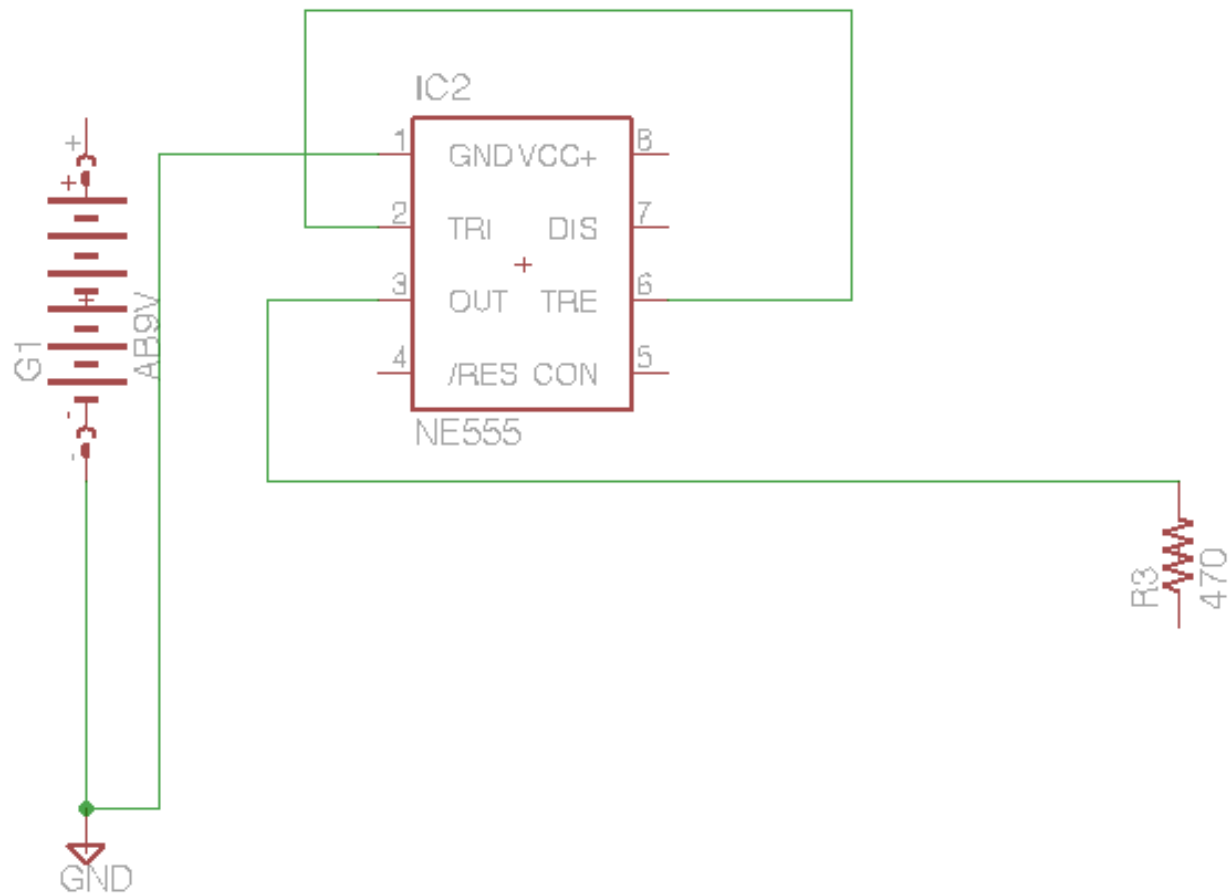 IC2
1 GND VCC+ 8
2 TRI DIS 7
3 OUT TRE 6
4 /RES CON 5
NE555
+
+
-
-
G1
AB9V
R3
470
GND